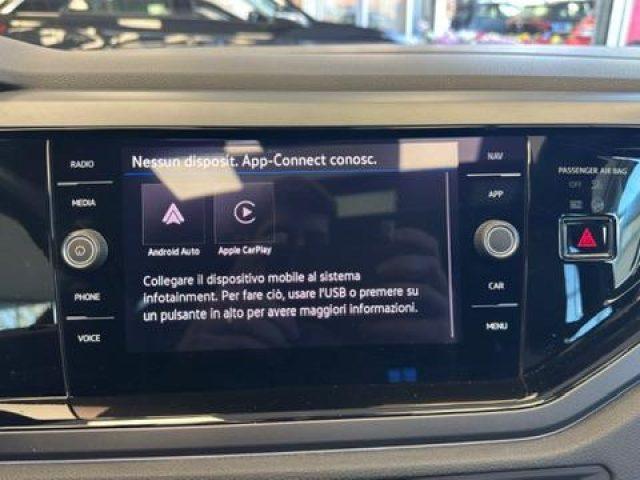 RADIO
MEDIA
PHONE
VOICE
Nessun disposit. App-Connect conosc.
Android Auto
Apple CarPlay
Collegare il dispositivo mobile al sistema
infotainment. Per fare ciò, usare l'USB o premere su
un pulsante in alto per avere maggiori informazioni.
NAV
APP
CAR
MENU
PASSENGER AIR BAG
OFF